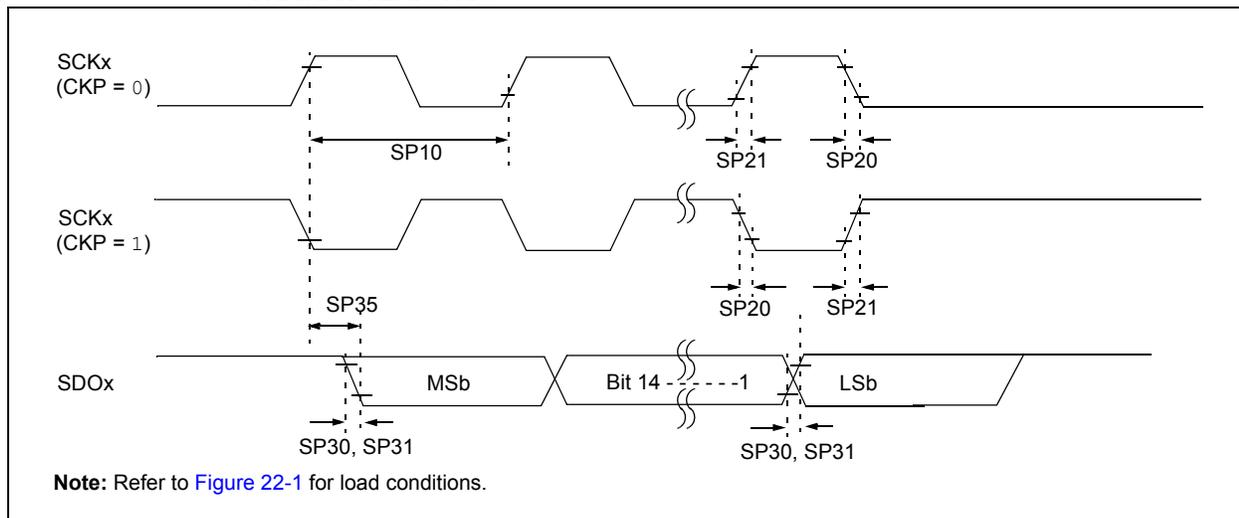 SCKx
(CKP = 0)
SP10
SP21
SP20
SCKx
(CKP = 1)
SP35
SP20
SP21
SDOx
MSb
Bit 14 - - - - - -1
LSb
SP30, SP31
SP30, SP31
Note: Refer to Figure 22-1 for load conditions.